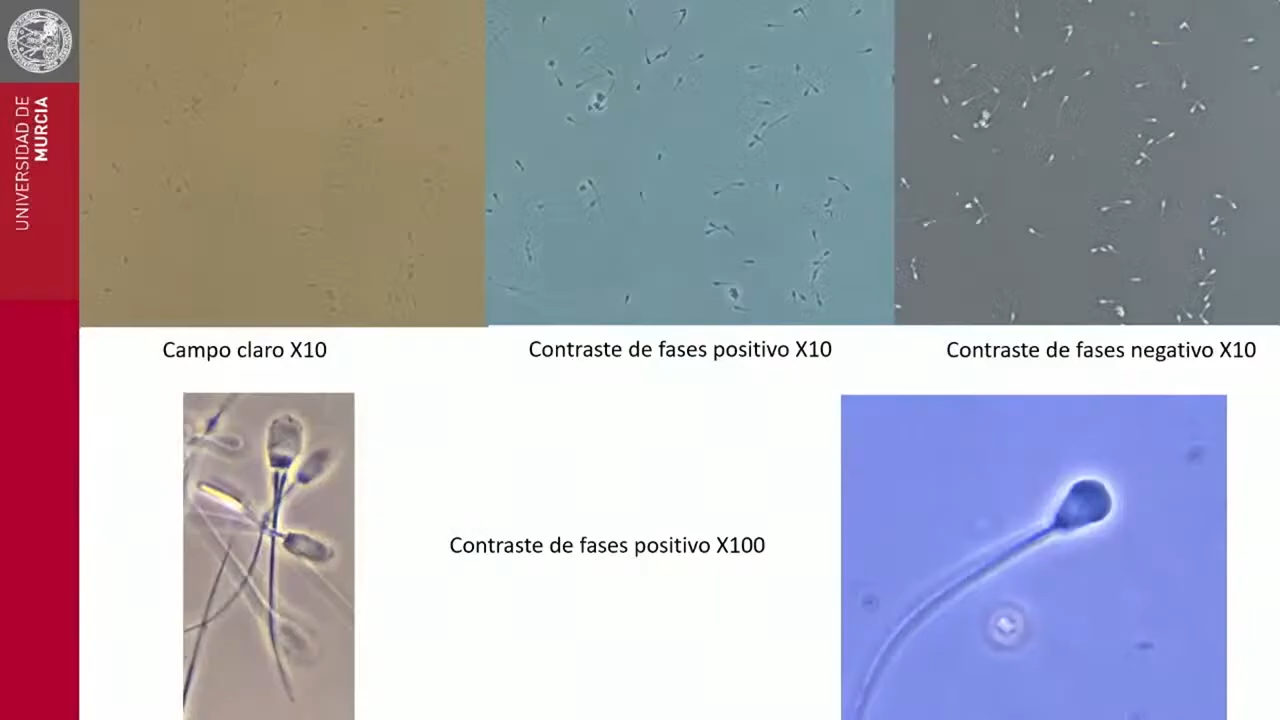 UNIVERSIDAD DE
MURCIA
Campo claro X10
Contraste de fases positivo X10
Contraste de fases negativo X10
Contraste de fases positivo X100